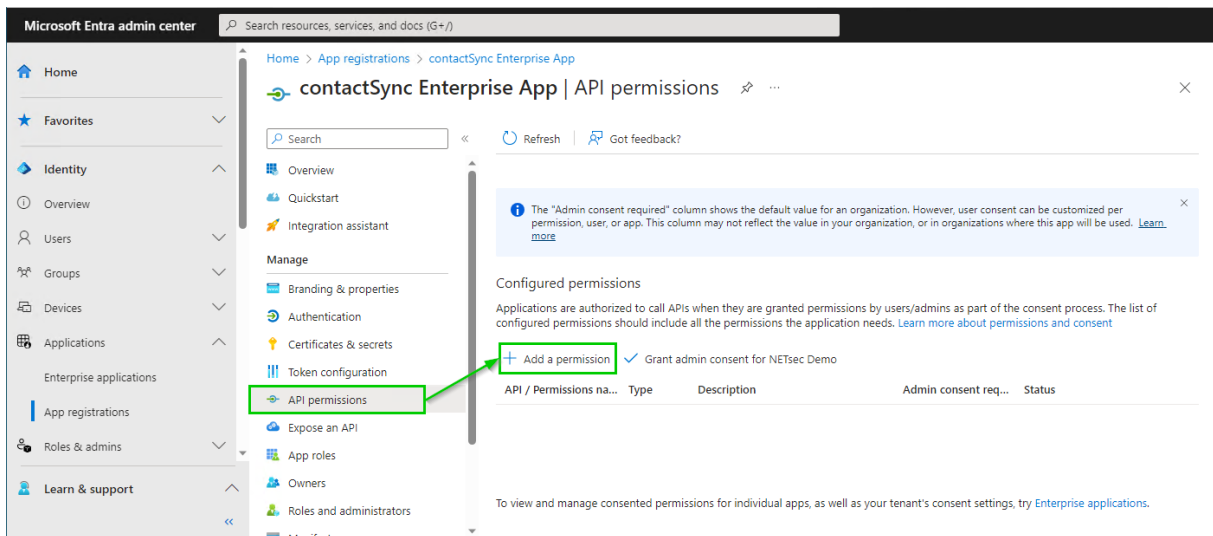 Microsoft Entra admin center
Search resources, services, and docs (G+/)
Home
Favorites
Identity
Overview
Users
Groups
Devices
Applications
Enterprise applications
App registrations
Roles & admins
Learn & support
«
Home > App registrations > contactSync Enterprise App
contactSync Enterprise App | API permissions
Search
«
Overview
Quickstart
Integration assistant
Manage
Branding & properties
Authentication
Certificates & secrets
Token configuration
API permissions
Expose an API
App roles
Owners
Roles and administrators
Refresh
Got feedback?
The "Admin consent required" column shows the default value for an organization. However, user consent can be customized per
permission, user, or app. This column may not reflect the value in your organization, or in organizations where this app will be used. Learn
more
Configured permissions
Applications are authorized to call APIs when they are granted permissions by users/admins as part of the consent process. The list of
configured permissions should include all the permissions the application needs. Learn more about permissions and consent
Add a permission
Grant admin consent for NETsec Demo
API / Permissions na... Type Description Admin consent req... Status
To view and manage consented permissions for individual apps, as well as your tenant's consent settings, try Enterprise applications.